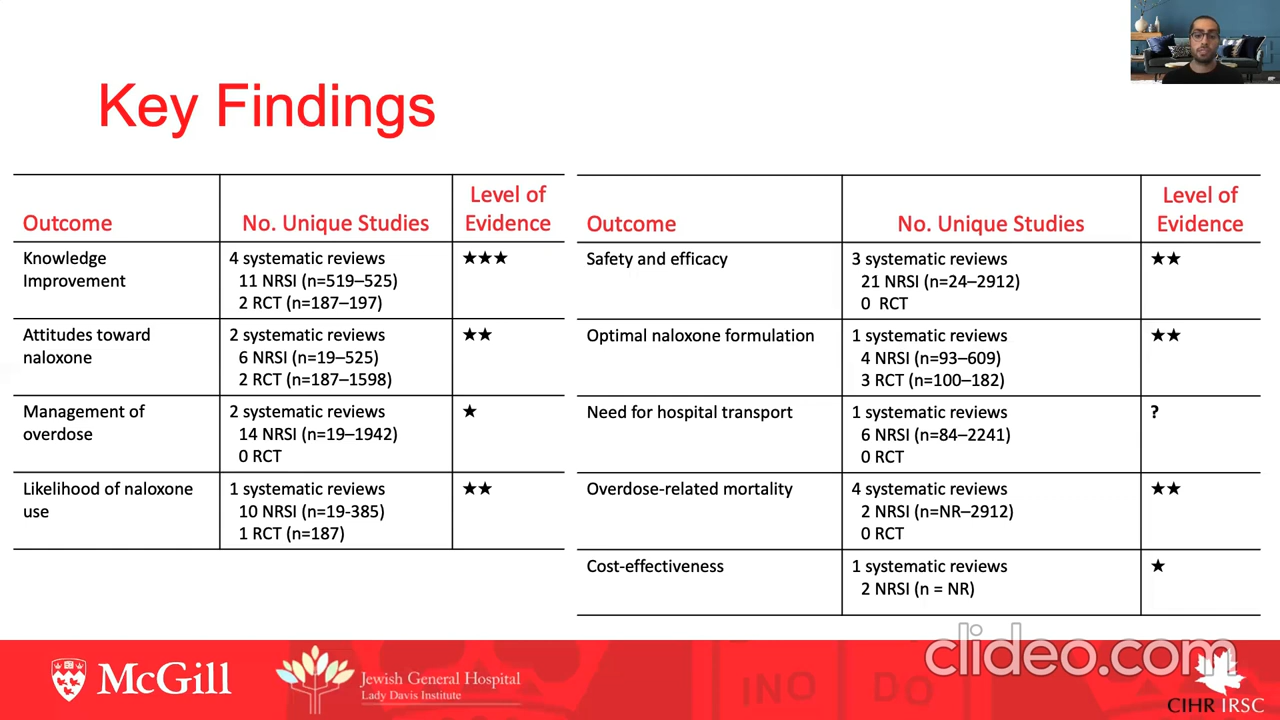 Key Findings
Outcome
No. Unique Studies
Level of
Evidence
Knowledge
Improvement
4 systematic reviews
11 NRSI (n=519–525)
2 RCT (n=187–197)
★★★
Attitudes toward
naloxone
2 systematic reviews
6 NRSI (n=19–525)
2 RCT (n=187–1598)
★★
Management of
overdose
2 systematic reviews
14 NRSI (n=19–1942)
0 RCT
★
Likelihood of naloxone
use
1 systematic reviews
10 NRSI (n=19-385)
1 RCT (n=187)
★★
Outcome
No. Unique Studies
Level of
Evidence
Safety and efficacy
3 systematic reviews
21 NRSI (n=24–2912)
0 RCT
★★
Optimal naloxone formulation
1 systematic reviews
4 NRSI (n=93–609)
3 RCT (n=100–182)
★★
Need for hospital transport
1 systematic reviews
6 NRSI (n=84–2241)
0 RCT
?
Overdose-related mortality
4 systematic reviews
2 NRSI (n=NR–2912)
0 RCT
★★
Cost-effectiveness
1 systematic reviews
2 NRSI (n = NR)
★
McGill
Jewish General Hospital
Lady Davis Institute
INO DO
clideo.com
CIHR IRSC